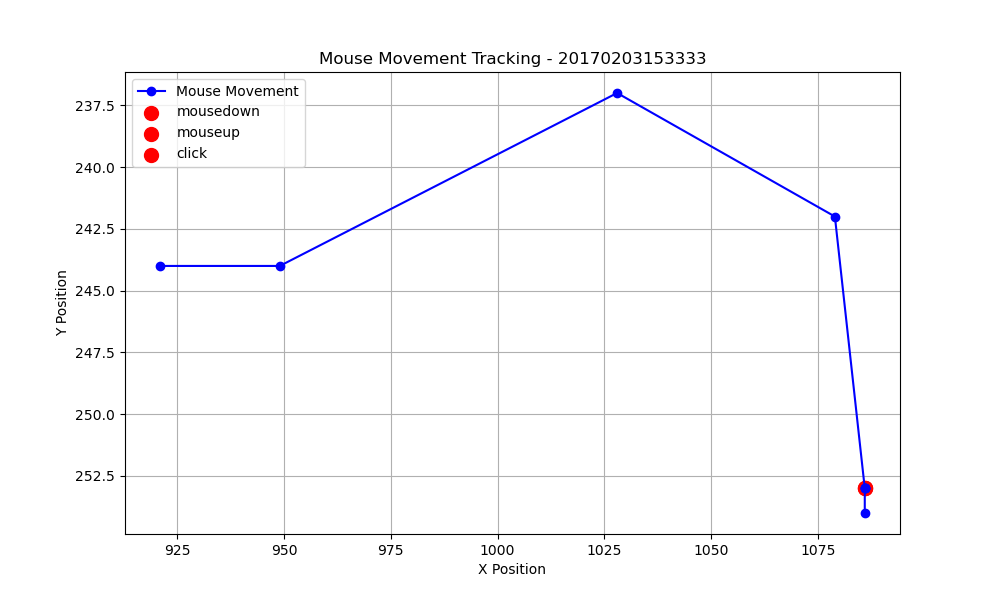 Mouse Movement Tracking - 20170203153333
Mouse Movement
mousedown
mouseup
click
237.5
240.0
242.5
245.0
247.5
250.0
252.5
Y Position
925 950 975 1000 1025 1050 1075
X Position